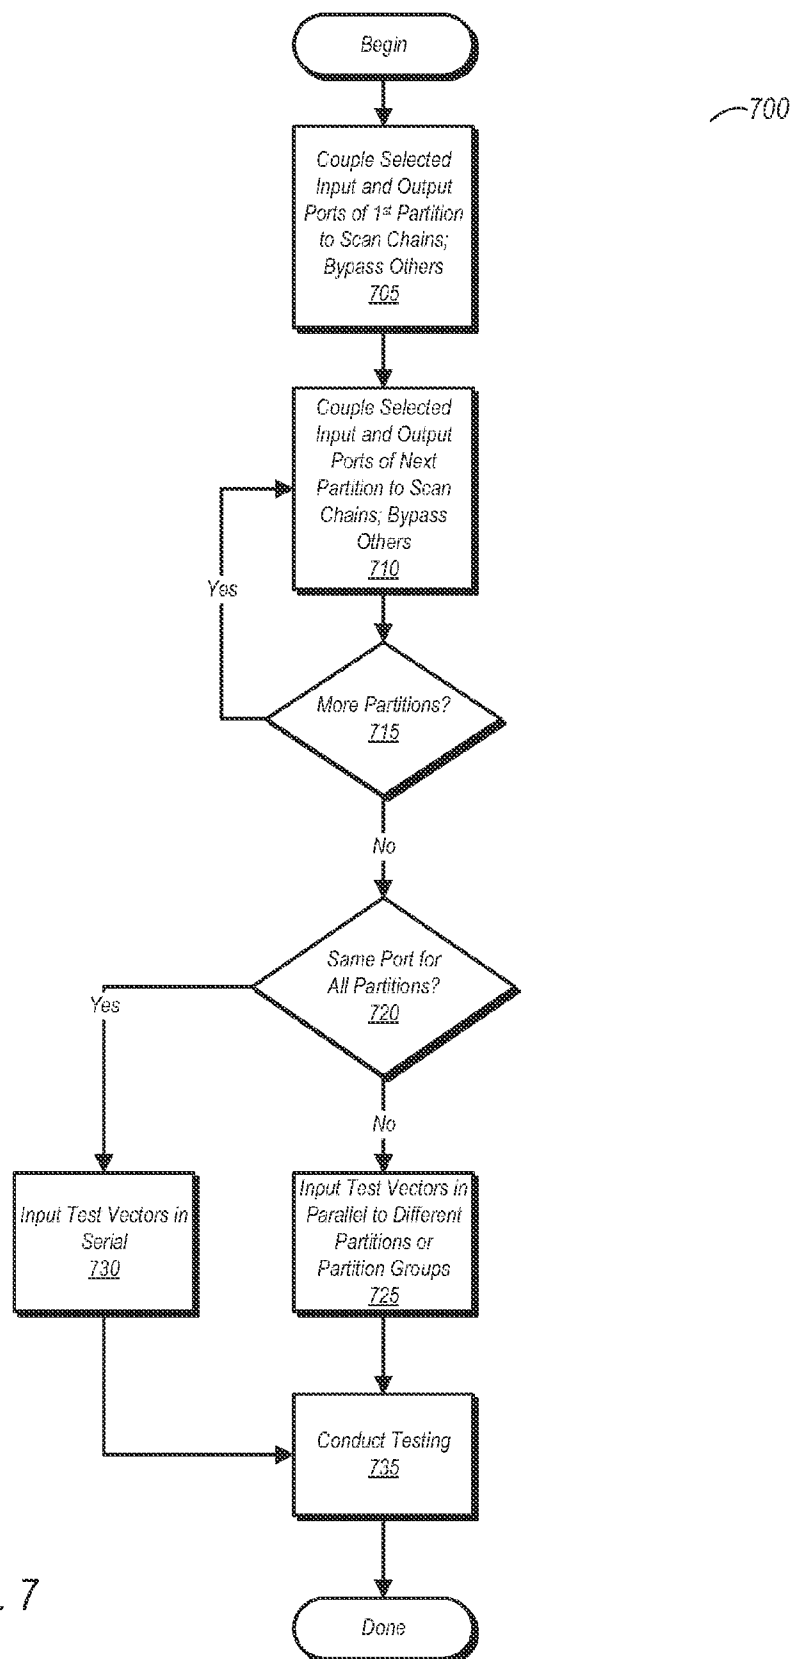 Begin
700
Couple Selected
Input and Output
Ports of 1st Partition
to Scan Chains;
Bypass Others
705
Couple Selected
Input and Output
Ports of Next
Partition to Scan
Chains; Bypass
Others
710
Yes
More Partitions?
715
No
Same Port for
All Partitions?
720
Yes
No
Input Test Vectors in
Serial
730
Input Test Vectors in
Parallel to Different
Partitions or
Partition Groups
725
Conduct Testing
735
. 7
Done